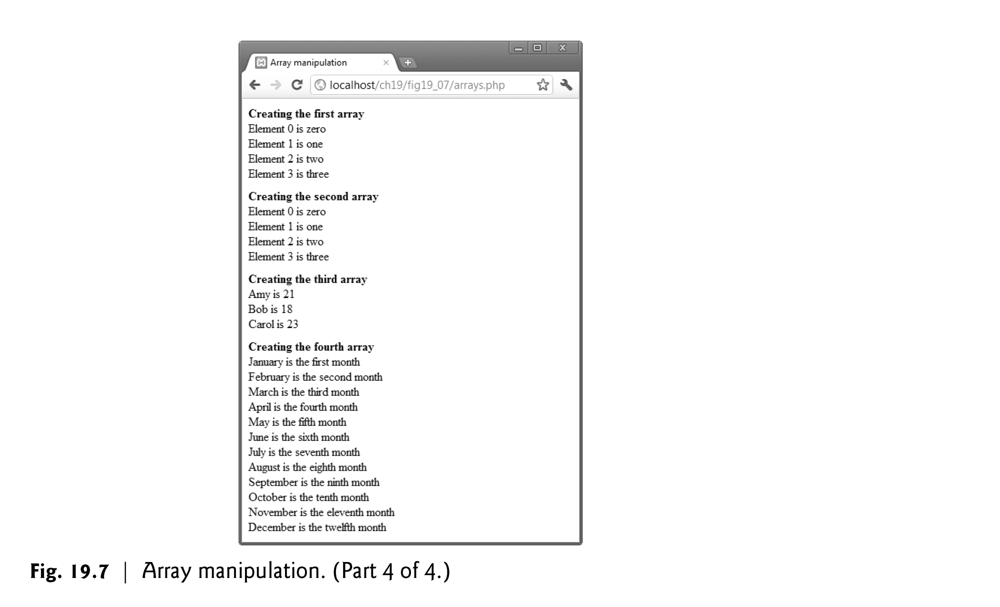 Array manipulation
localhost/ch19/fig19_07/arrays.php
Creating the first array
Element 0 is zero
Element 1 is one
Element 2 is two
Element 3 is three
Creating the second array
Element 0 is zero
Element 1 is one
Element 2 is two
Element 3 is three
Creating the third array
Amy is 21
Bob is 18
Carol is 23
Creating the fourth array
January is the first month
February is the second month
March is the third month
April is the fourth month
May is the fifth month
June is the sixth month
July is the seventh month
August is the eighth month
September is the ninth month
October is the tenth month
November is the eleventh month
December is the twelfth month
Fig. 19.7 | Array manipulation. (Part 4 of 4.)